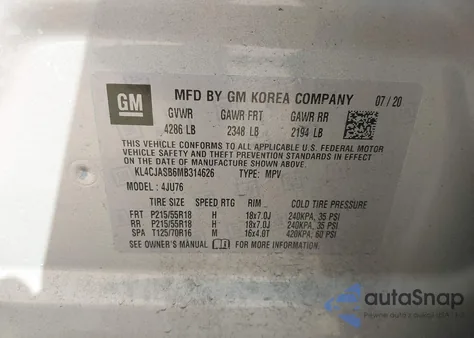 GM
MFD BY GM KOREA COMPANY 07/20
GVWR GAWR FRT GAWR RR
4286 LB 2348 LB 2194 LB
THIS VEHICLE CONFORMS TO ALL APPLICABLE U.S. FEDERAL MOTOR
VEHICLE SAFETY AND THEFT PREVENTION STANDARDS IN EFFECT
ON THE DATE OF MANUFACTURE SHOWN ABOVE.
KL4CJASB6MB314626 TYPE: MPV
MODEL: 4JU76
TIRE SIZE SPEED RTG RIM COLD TIRE PRESSURE
FRT P215/55R18 H 18x7.0J 240KPA, 35 PSI
RR P215/55R18 H 18x7.0J 240KPA, 35 PSI
SPA T125/70R16 M 16x4.0T 420KPA, 60 PSI
SEE OWNER'S MANUAL FOR MORE INFORMATION.
autoSnap